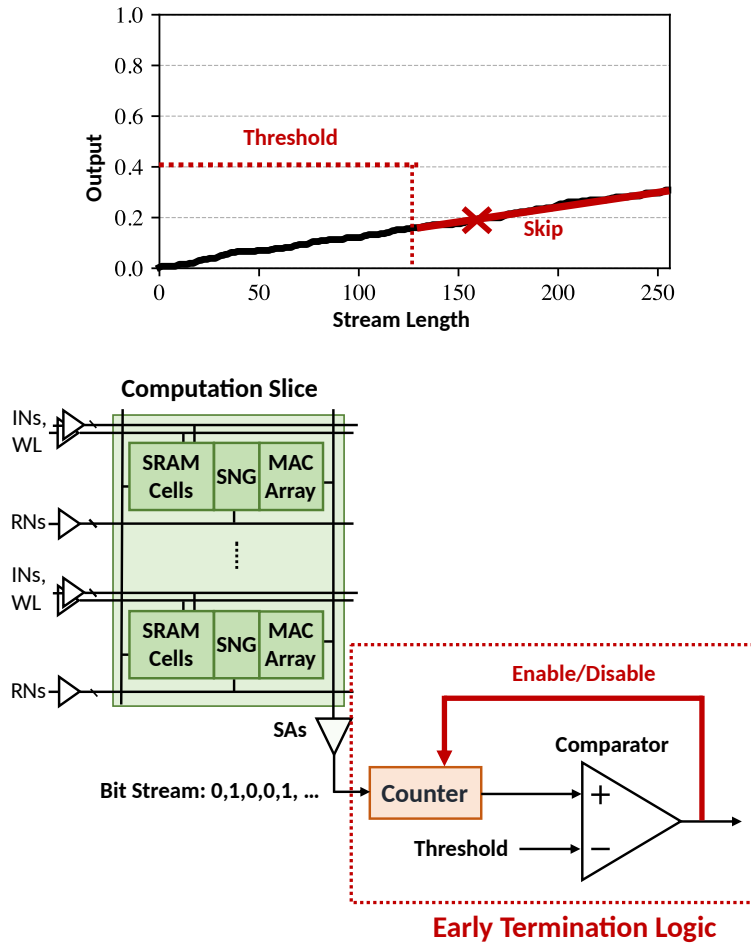 1.0
0.8
0.6
0.4
0.2
0.0
Output
Threshold
Skip
0 50 100 150 200 250
Stream Length
Computation Slice
INs,
WL
SRAM
Cells
SNG
MAC
Array
RNs
INs,
WL
SRAM
Cells
SNG
MAC
Array
RNs
SAs
Enable/Disable
Comparator
Bit Stream: 0,1,0,0,1, ...
Counter
+
Threshold
−
Early Termination Logic